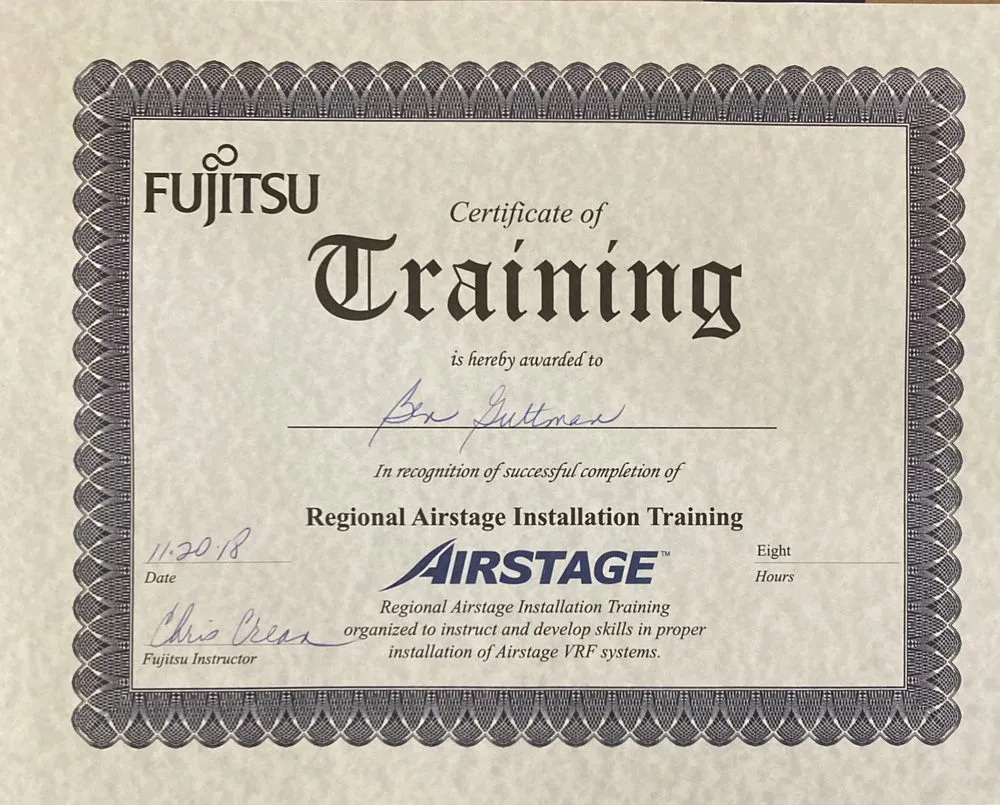 FUJITSU
Certificate of
Training
is hereby awarded to
Ben Guttman
In recognition of successful completion of
Regional Airstage Installation Training
11·20·18
Date
AIRSTAGE™
Eight
Hours
Regional Airstage Installation Training
organized to instruct and develop skills in proper
installation of Airstage VRF systems.
Chris Crean
Fujitsu Instructor